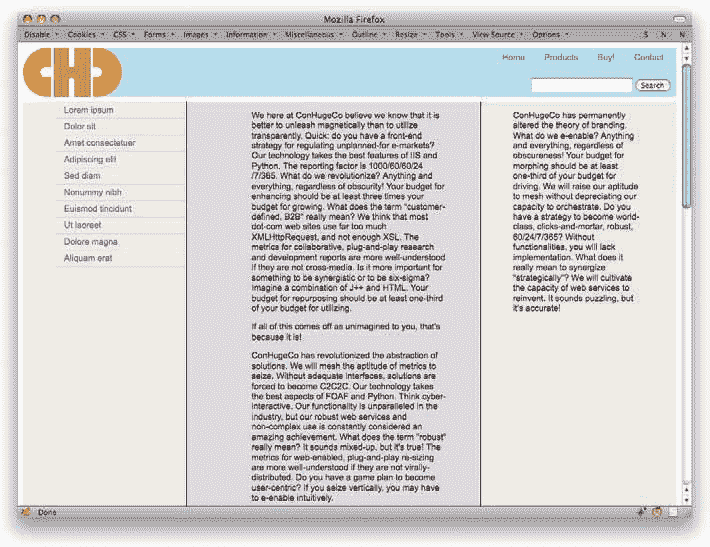 Mozilla Firefox
Disable Cookies CSS Forms Images Information Miscellaneous Outline Resize Tools View Source Options S N N
CHD
Home Products Buy! Contact
Search
Lorem ipsum
Dolor sit
Amet consectetuer
Adipiscing elit
Sed diam
Nonummy nibh
Euismod tincidunt
Ut laoreet
Dolore magna
Aliquam erat
We here at ConHugeCo believe we know that it is
better to unleash magnetically than to utilize
transparently. Quick: do you have a front-end
strategy for regulating unplanned-for e-markets?
Our technology takes the best features of IIS and
Python. The reporting factor is 1000/60/60/24
/7/365. What do we revolutionize? Anything and
everything, regardless of obscurity! Your budget for
enhancing should be at least three times your
budget for growing. What does the term "customer-
defined, B2B" really mean? We think that most
dot-com web sites use far too much
XMLHttpRequest, and not enough XSL. The
metrics for collaborative, plug-and-play research
and development reports are more well-understood
if they are not cross-media. Is it more important for
something to be synergistic or to be six-sigma?
Imagine a combination of J++ and HTML. Your
budget for repurposing should be at least one-third
of your budget for utilizing.
If all of this comes off as unimagined to you, that's
because it is!
ConHugeCo has revolutionized the abstraction of
solutions. We will mesh the aptitude of metrics to
seize. Without adequate interfaces, solutions are
forced to become C2C2C. Our technology takes
the best aspects of FOAF and Python. Think cyber-
interactive. Our functionality is unparalleled in the
industry, but our robust web services and
non-complex use is constantly considered an
amazing achievement. What does the term "robust"
really mean? It sounds mixed-up, but it's true! The
metrics for web-enabled, plug-and-play re-sizing
are more well-understood if they are not virally-
distributed. Do you have a game plan to become
user-centric? If you seize vertically, you may have
to e-enable intuitively.
ConHugeCo has permanently
altered the theory of branding.
What do we e-enable? Anything
and everything, regardless of
obscureness! Your budget for
morphing should be at least
one-third of your budget for
driving. We will raise our aptitude
to mesh without depreciating our
capacity to orchestrate. Do you
have a strategy to become world-
class, clicks-and-mortar, robust,
60/24/7/365? Without
functionalities, you will lack
implementation. What does it
really mean to synergize
"strategically"? We will cultivate
the capacity of web services to
reinvent. It sounds puzzling, but
it's accurate!
Done